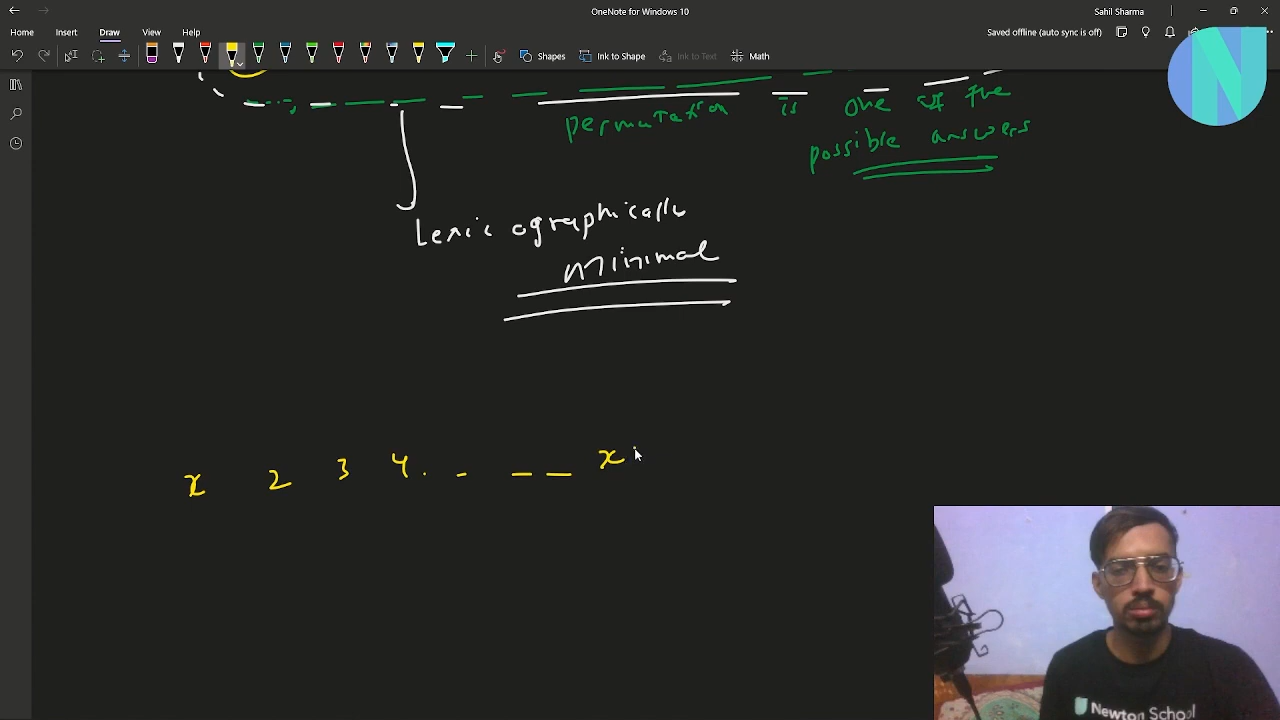 OneNote for Windows 10
Sahil Sharma
Home Insert Draw View Help
Saved offline (auto sync is off)
Shapes Ink to Shape Ink to Text Math
permutation is one of the
possible answers
Lexicographically
minimal
x 2 3 4 . - — — x
Newton School